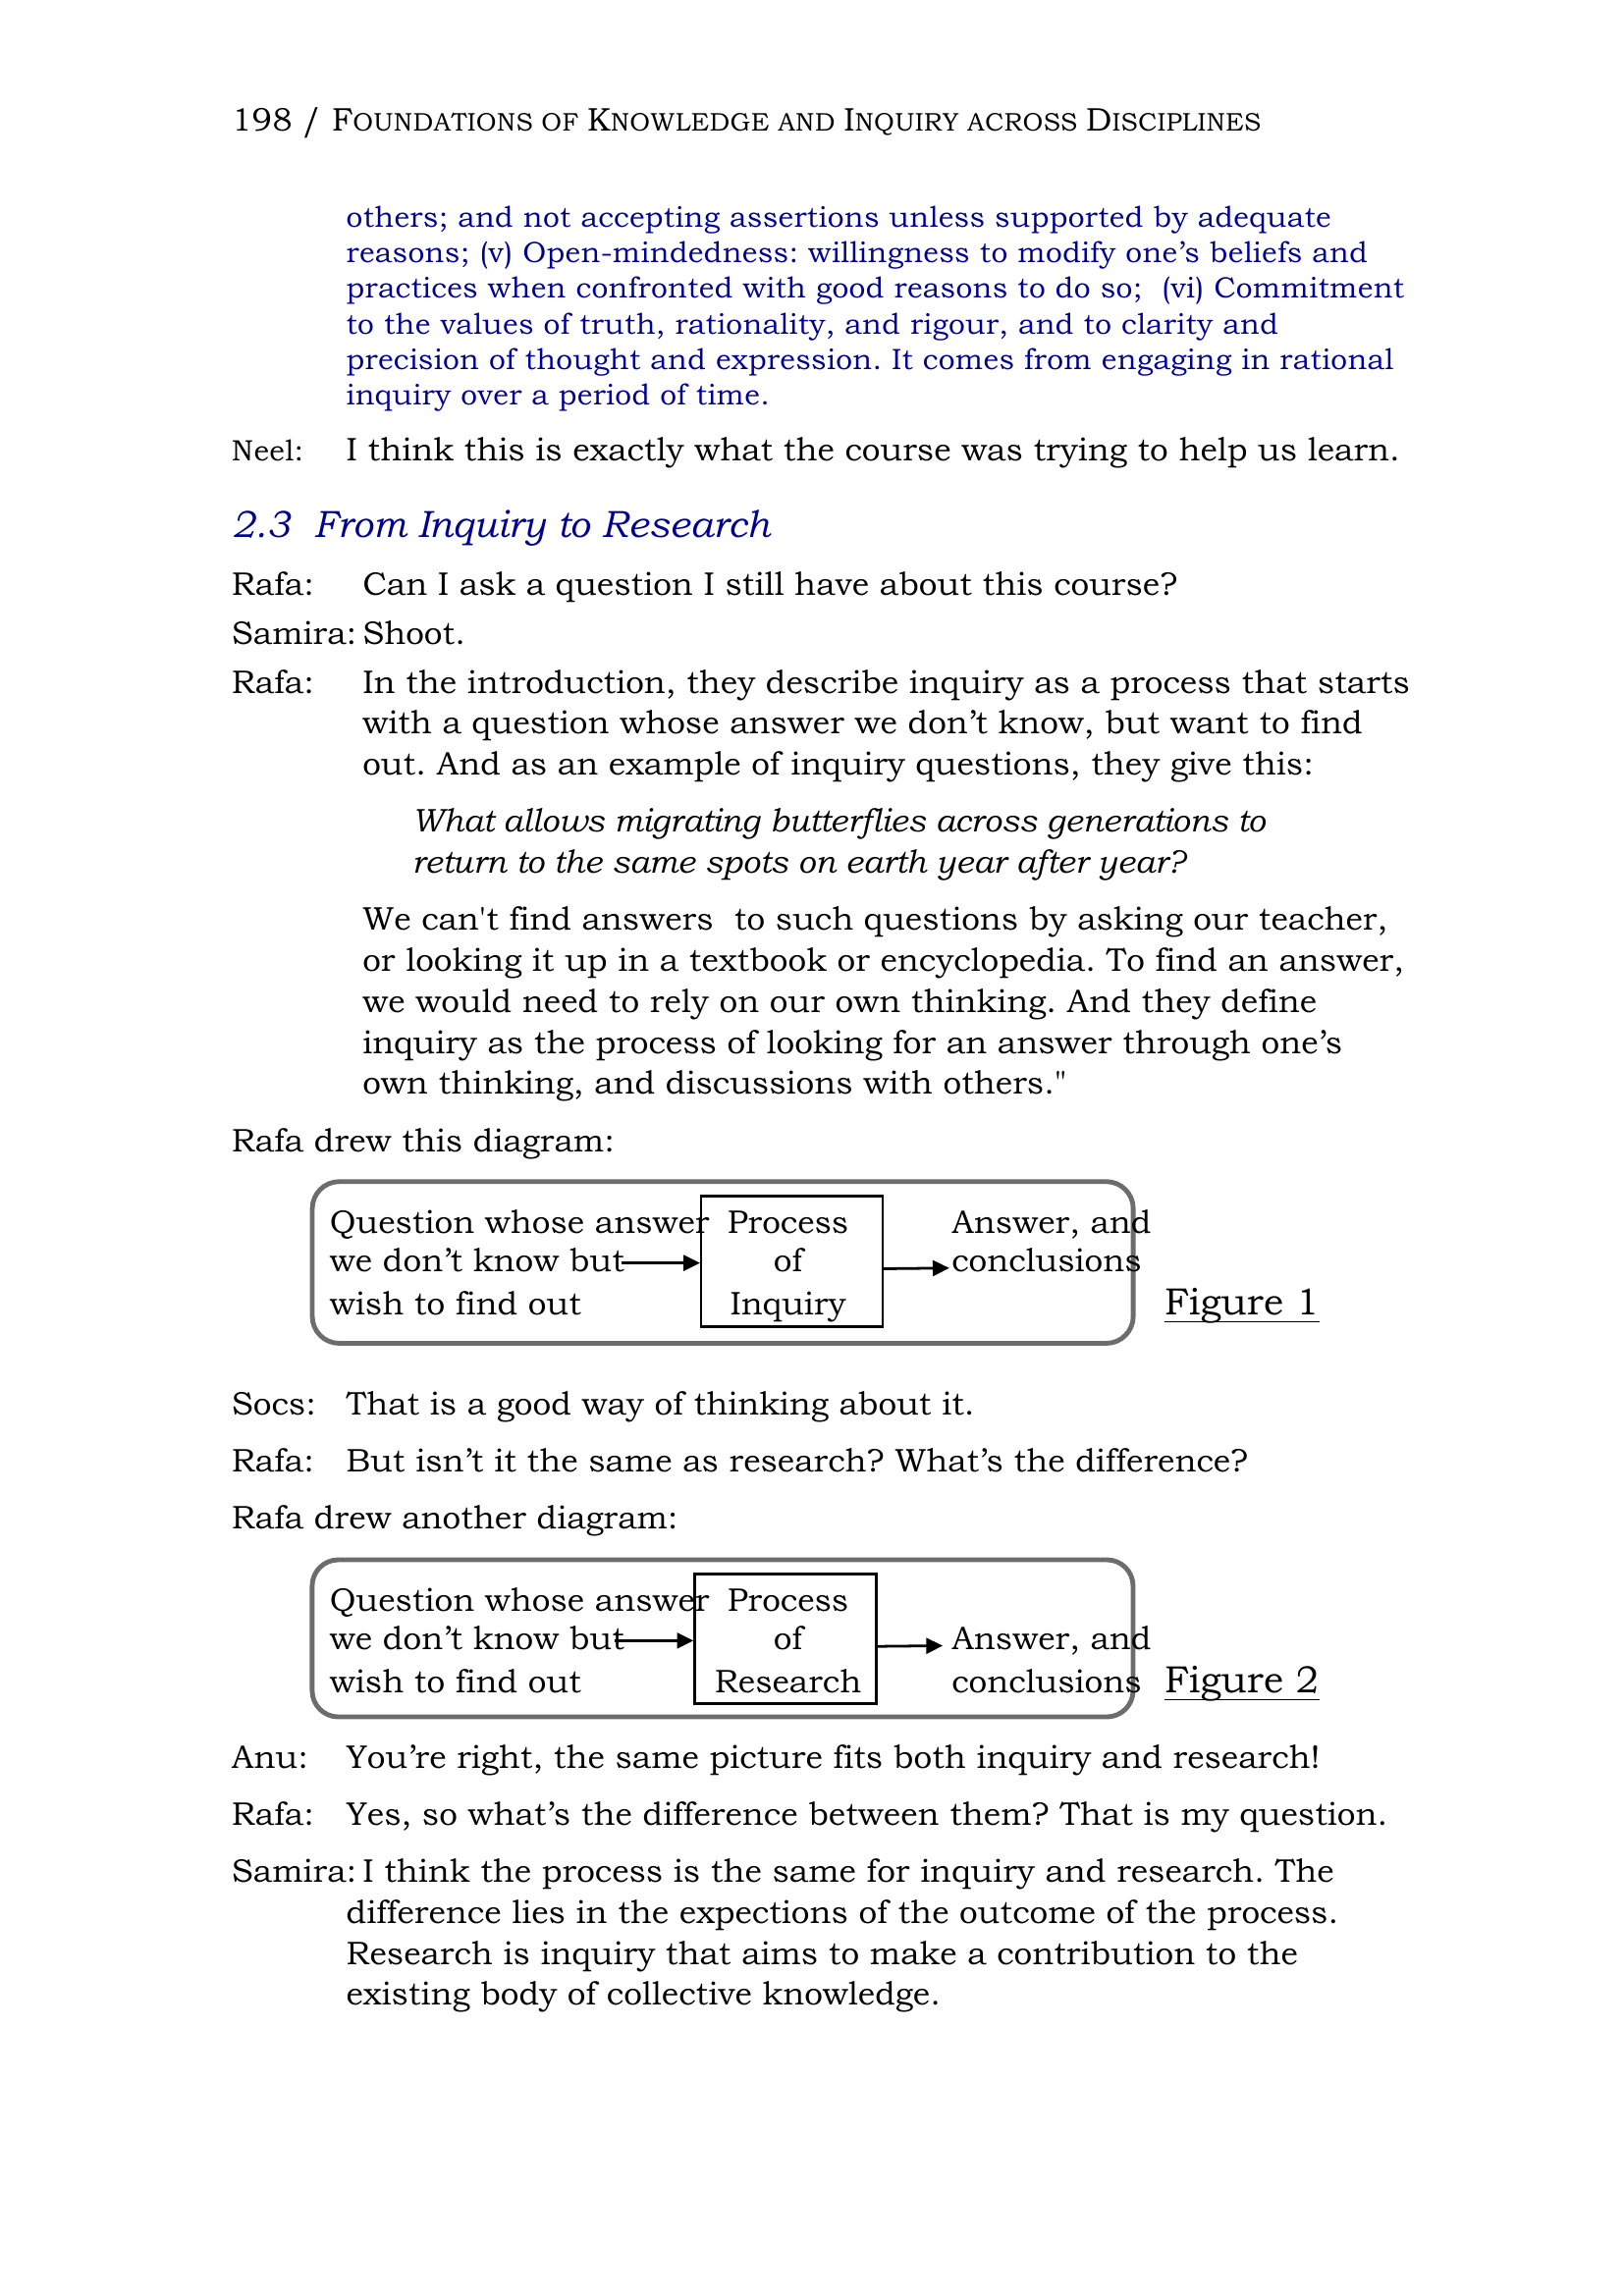 198 / FOUNDATIONS OF KNOWLEDGE AND INQUIRY ACROSS DISCIPLINES
others; and not accepting assertions unless supported by adequate
reasons; (v) Open-mindedness: willingness to modify one’s beliefs and
practices when confronted with good reasons to do so;  (vi) Commitment
to the values of truth, rationality, and rigour, and to clarity and
precision of thought and expression. It comes from engaging in rational
inquiry over a period of time.
Neel: I think this is exactly what the course was trying to help us learn.
2.3 From Inquiry to Research
Rafa: Can I ask a question I still have about this course?
Samira: Shoot.
Rafa: In the introduction, they describe inquiry as a process that starts
with a question whose answer we don’t know, but want to find
out. And as an example of inquiry questions, they give this:
What allows migrating butterflies across generations to
return to the same spots on earth year after year?
We can't find answers  to such questions by asking our teacher,
or looking it up in a textbook or encyclopedia. To find an answer,
we would need to rely on our own thinking. And they define
inquiry as the process of looking for an answer through one’s
own thinking, and discussions with others."
Rafa drew this diagram:
Question whose answer
we don’t know but
wish to find out
Process
of
Inquiry
Answer, and
conclusions
Figure 1
Socs: That is a good way of thinking about it.
Rafa: But isn’t it the same as research? What’s the difference?
Rafa drew another diagram:
Question whose answer
we don’t know but
wish to find out
Process
of
Research
Answer, and
conclusions
Figure 2
Anu: You’re right, the same picture fits both inquiry and research!
Rafa: Yes, so what’s the difference between them? That is my question.
Samira: I think the process is the same for inquiry and research. The
difference lies in the expections of the outcome of the process.
Research is inquiry that aims to make a contribution to the
existing body of collective knowledge.